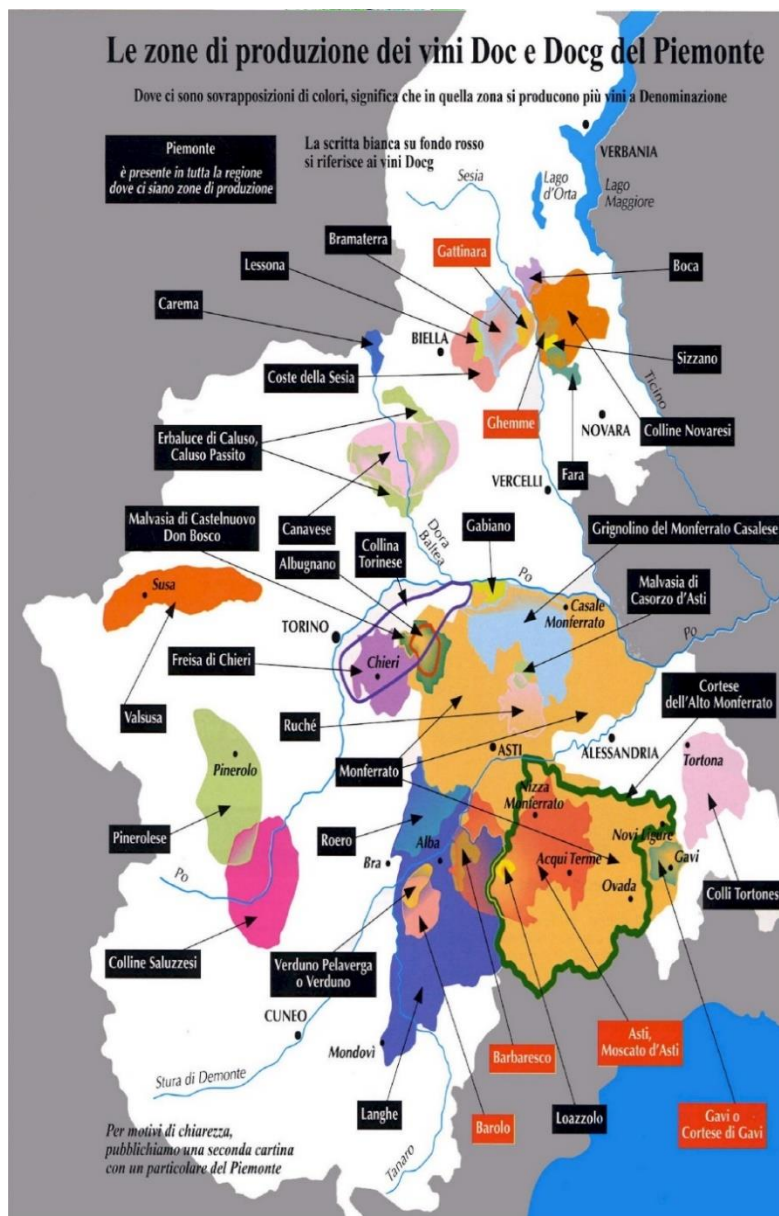 Le zone di produzione dei vini Doc e Docg del Piemonte
Dove ci sono sovrapposizioni di colori, significa che in quella zona si producono più vini a Denominazione
Piemonte
è presente in tutta la regione
dove ci siano zone di produzione
La scritta bianca su fondo rosso
si riferisce ai vini Docg
VERBANIA
Sesia
Lago
d'Orta
Lago
Maggiore
Bramaterra
Gattinara
Boca
Lessona
Carema
BIELLA
Sizzano
Coste della Sesia
Ticino
Ghemme
NOVARA
Colline Novaresi
Erbaluce di Caluso,
Caluso Passito
Fara
VERCELLI
Canavese
Malvasia di Castelnuovo
Don Bosco
Dora
Baltea
Gabiano
Grignolino del Monferrato Casalese
Collina
Torinese
Albugnano
Po
Malvasia di
Casorzo d'Asti
Susa
Casale
Monferrato
TORINO
Po
Freisa di Chieri
Chieri
Cortese
dell'Alto Monferrato
Valsusa
Ruché
ASTI
ALESSANDRIA
Tortona
Pinerolo
Monferrato
Nizza
Monferrato
Pinerolese
Roero
Novi Ligure
Bra
Alba
Acqui Terme
Gavi
Po
Ovada
Colli Tortonesi
Colline Saluzzesi
Verduno Pelaverga
o Verduno
CUNEO
Mondovì
Barbaresco
Asti,
Moscato d'Asti
Stura di Demonte
Langhe
Barolo
Loazzolo
Gavi o
Cortese di Gavi
Per motivi di chiarezza,
pubblichiamo una seconda cartina
con un particolare del Piemonte
Tanaro